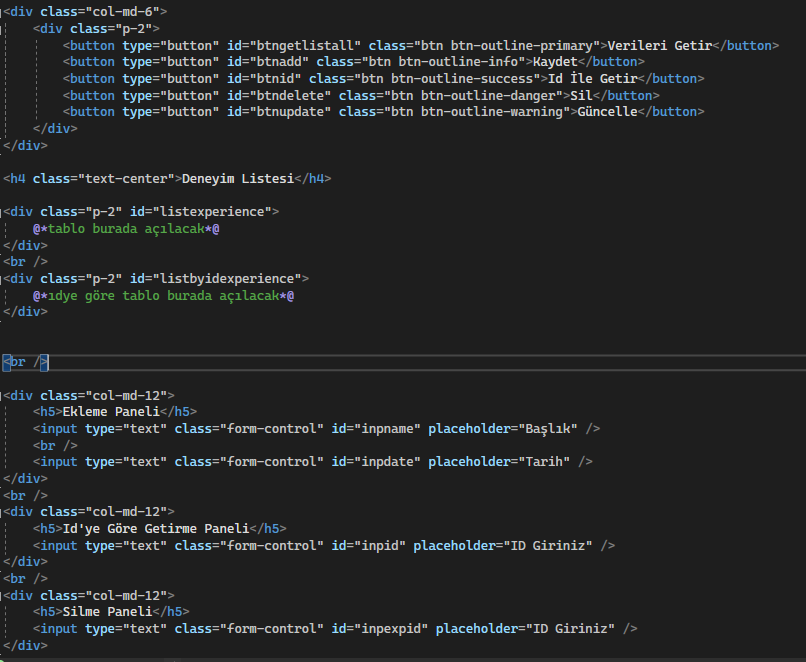 <div class="col-md-6">
<div class="p-2">
<button type="button" id="btngetlistall" class="btn btn-outline-primary">Verileri Getir</button>
<button type="button" id="btnadd" class="btn btn-outline-info">Kaydet</button>
<button type="button" id="btnid" class="btn btn-outline-success">Id İle Getir</button>
<button type="button" id="btndelete" class="btn btn-outline-danger">Sil</button>
<button type="button" id="btnupdate" class="btn btn-outline-warning">Güncelle</button>
</div>
</div>
<h4 class="text-center">Deneyim Listesi</h4>
<div class="p-2" id="listexperience">
@*tablo burada açılacak*@
</div>
<br />
<div class="p-2" id="listbyidexperience">
@*ıdye göre tablo burada açılacak*@
</div>
<br />
<div class="col-md-12">
<h5>Ekleme Paneli</h5>
<input type="text" class="form-control" id="inpname" placeholder="Başlık" />
<br />
<input type="text" class="form-control" id="inpdate" placeholder="Tarih" />
</div>
<br />
<div class="col-md-12">
<h5>Id'ye Göre Getirme Paneli</h5>
<input type="text" class="form-control" id="inpid" placeholder="ID Giriniz" />
</div>
<br />
<div class="col-md-12">
<h5>Silme Paneli</h5>
<input type="text" class="form-control" id="inpexpid" placeholder="ID Giriniz" />
</div>